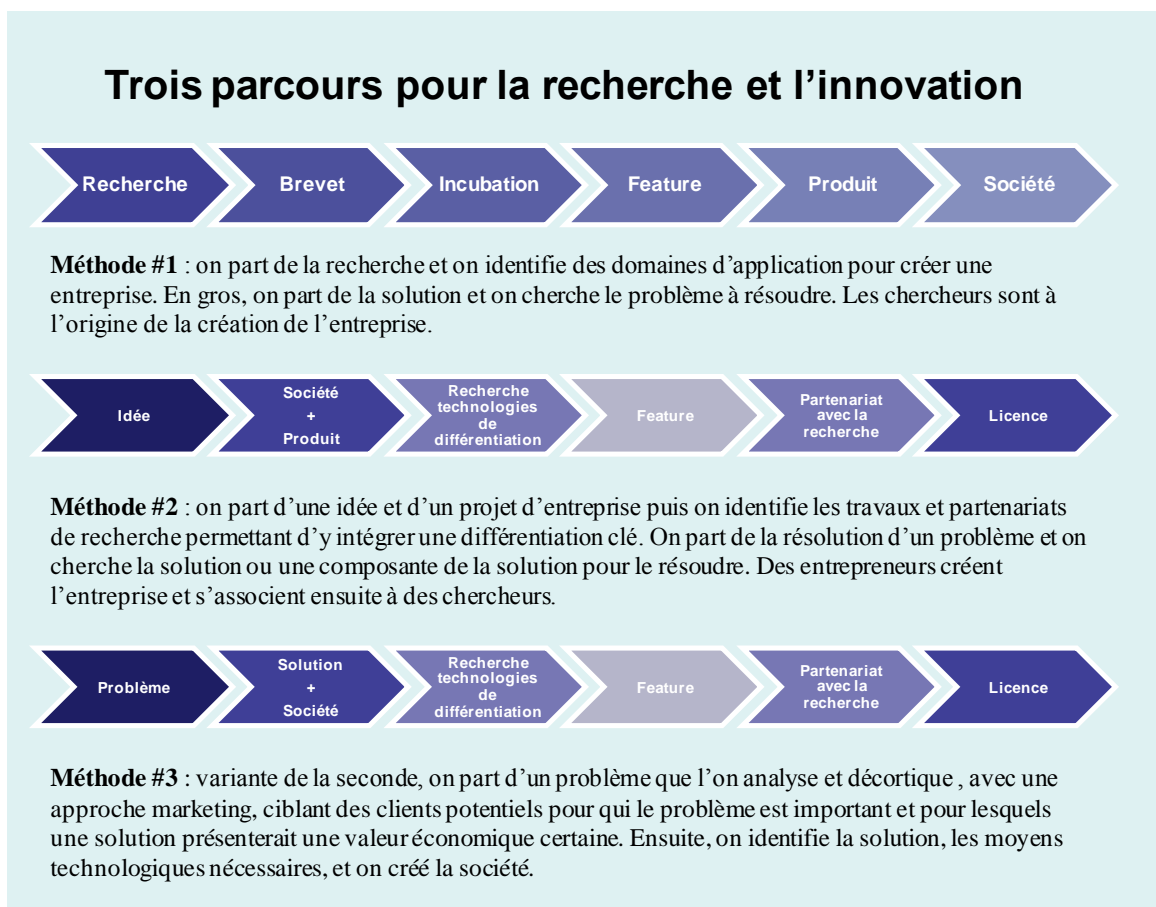 Trois parcours pour la recherche et l’innovation
Recherche
Brevet
Incubation
Feature
Produit
Société
Méthode #1 : on part de la recherche et on identifie des domaines d’application pour créer une
entreprise. En gros, on part de la solution et on cherche le problème à résoudre. Les chercheurs sont à
l’origine de la création de l’entreprise.
Idée
Société
+
Produit
Recherche
technologies
de
différentiation
Feature
Partenariat
avec la
recherche
Licence
Méthode #2 : on part d’une idée et d’un projet d’entreprise puis on identifie les travaux et partenariats
de recherche permettant d’y intégrer une différentiation clé. On part de la résolution d’un problème et on
cherche la solution ou une composante de la solution pour le résoudre. Des entrepreneurs créent
l’entreprise et s’associent ensuite à des chercheurs.
Problème
Solution
+
Société
Recherche
technologies
de
différentiation
Feature
Partenariat
avec la
recherche
Licence
Méthode #3 : variante de la seconde, on part d’un problème que l’on analyse et décortique , avec une
approche marketing, ciblant des clients potentiels pour qui le problème est important et pour lesquels
une solution présenterait une valeur économique certaine. Ensuite, on identifie la solution, les moyens
technologiques nécessaires, et on créé la société.